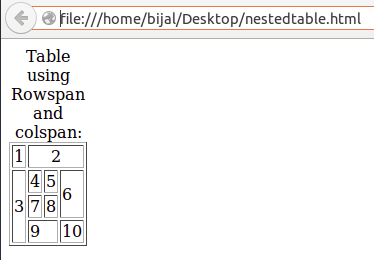 file:///home/bijal/Desktop/nestedtable.html
Table
using
Rowspan
and
colspan:
1 2
3 4 5 6
7 8
9 10